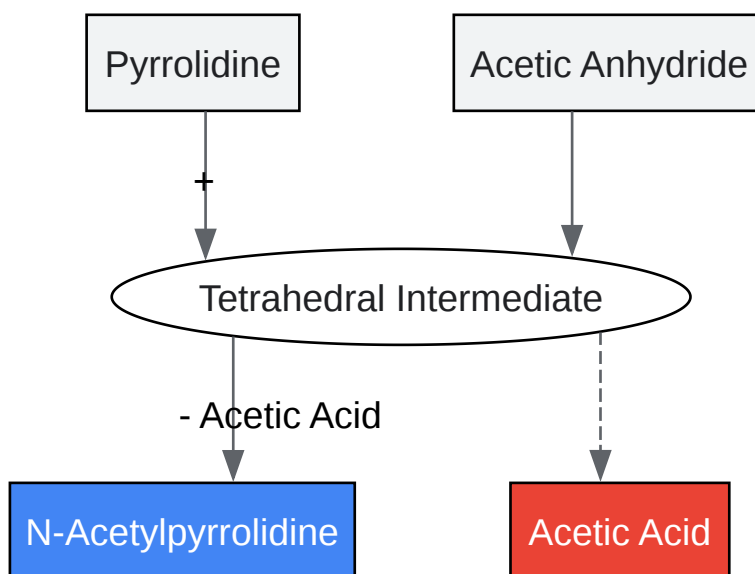 Pyrrolidine
Acetic Anhydride
+
Tetrahedral Intermediate
- Acetic Acid
N-Acetylpyrrolidine
Acetic Acid